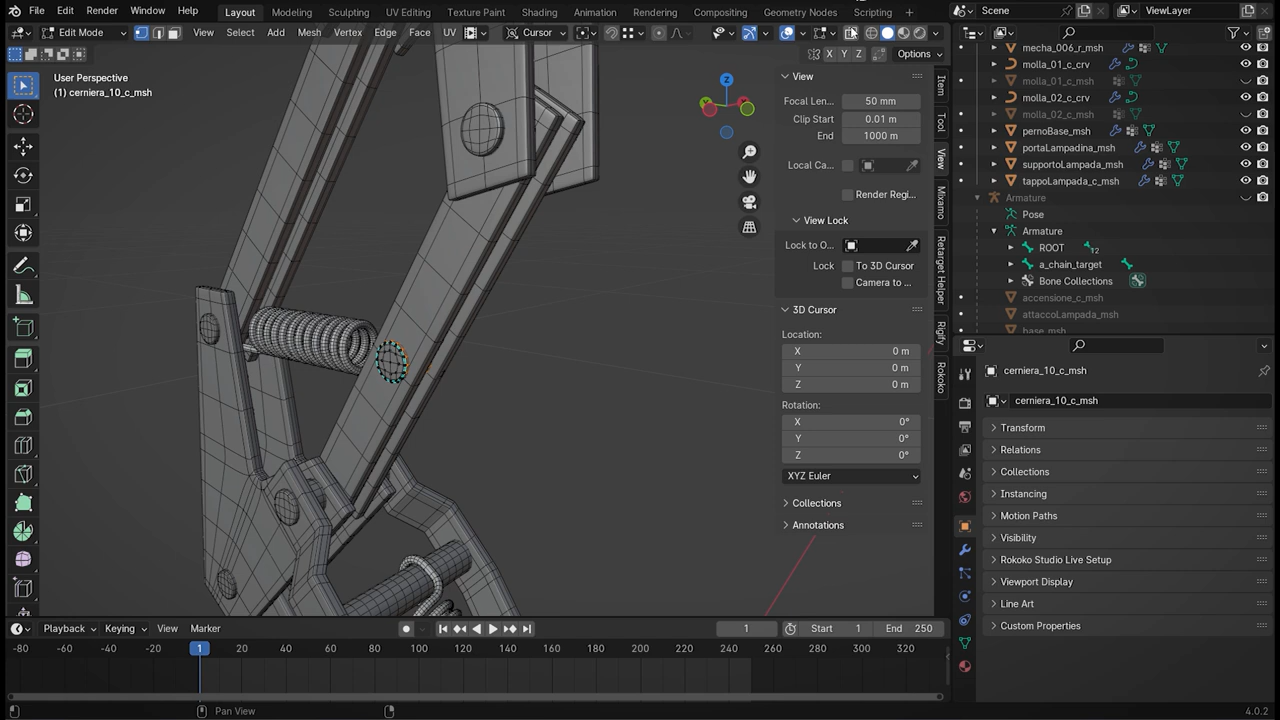 File Edit Render Window Help Layout Modeling Sculpting UV Editing Texture Paint Shading Animation Rendering Compositing Geometry Nodes Scripting + Scene ViewLayer
Edit Mode View Select Add Mesh Vertex Edge Face UV Cursor
X Y Z Options
User Perspective
(1) cerniera_10_c_msh
Z
View
Focal Len... 50 mm
Clip Start 0.01 m
End 1000 m
Local Ca...
Render Regi...
View Lock
Lock to O...
Lock To 3D Cursor
Camera to ...
3D Cursor
Location:
X 0 m
Y 0 m
Z 0 m
Rotation:
X 0°
Y 0°
Z 0°
XYZ Euler
Collections
Annotations
Item
Tool
View
Mixamo
Retarget Helper
Rigify
Rokoko
mecha_006_r_msh
molla_01_c_crv
molla_01_c_msh
molla_02_c_crv
molla_02_c_msh
pernoBase_msh
portaLampadina_msh
supportoLampada_msh
tappoLampada_c_msh
Armature
Pose
Armature
ROOT 12
a_chain_target
Bone Collections
accensione_c_msh
attaccoLampada_msh
base_msh
cerniera_10_c_msh
cerniera_10_c_msh
Transform
Relations
Collections
Instancing
Motion Paths
Visibility
Rokoko Studio Live Setup
Viewport Display
Line Art
Custom Properties
Playback Keying View Marker 1 Start 1 End 250
-80 -60 -40 -20 1 20 40 60 80 100 120 140 160 180 200 220 240 260 280 300 320
Pan View 4.0.2